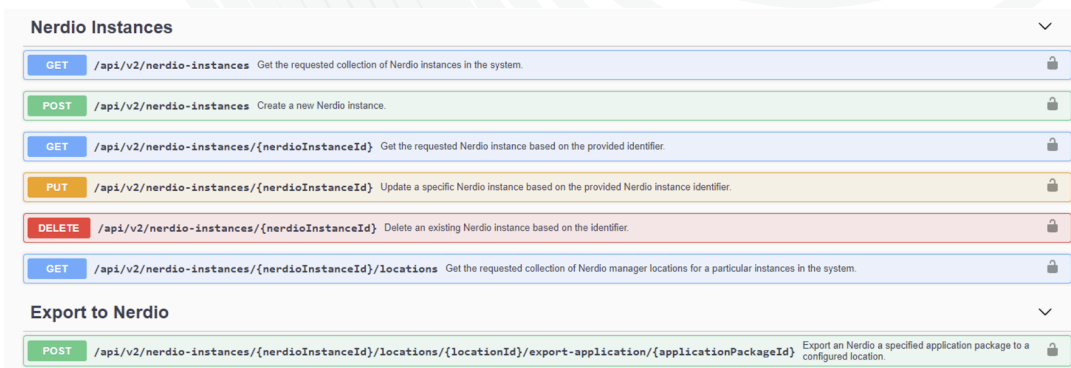 Nerdio Instances
GET /api/v2/nerdio-instances Get the requested collection of Nerdio instances in the system.
POST /api/v2/nerdio-instances Create a new Nerdio instance.
GET /api/v2/nerdio-instances/{nerdioInstanceId} Get the requested Nerdio instance based on the provided identifier.
PUT /api/v2/nerdio-instances/{nerdioInstanceId} Update a specific Nerdio instance based on the provided Nerdio instance identifier.
DELETE /api/v2/nerdio-instances/{nerdioInstanceId} Delete an existing Nerdio instance based on the identifier.
GET /api/v2/nerdio-instances/{nerdioInstanceId}/locations Get the requested collection of Nerdio manager locations for a particular instances in the system.
Export to Nerdio
POST /api/v2/nerdio-instances/{nerdioInstanceId}/locations/{locationId}/export-application/{applicationPackageId} Export an Nerdio a specified application package to a
configured location.